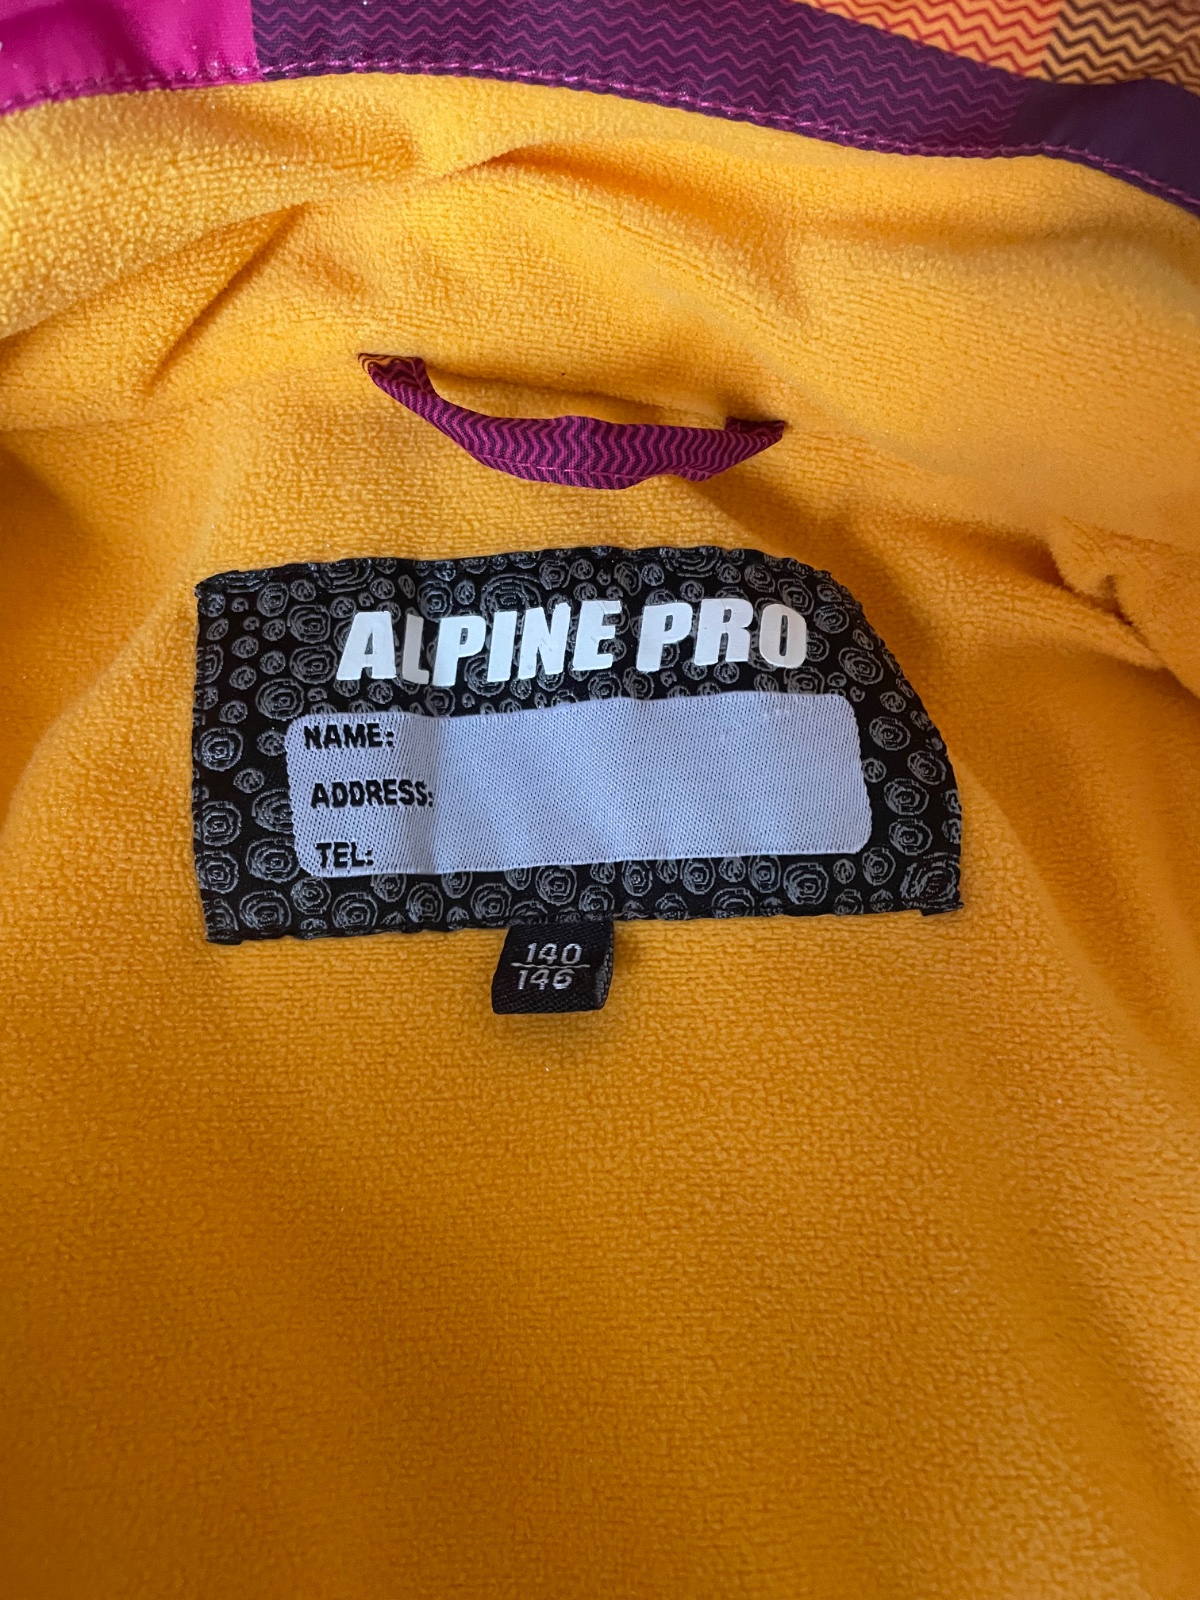 ALPINE PRO
NAME:
ADDRESS:
TEL:
140
146